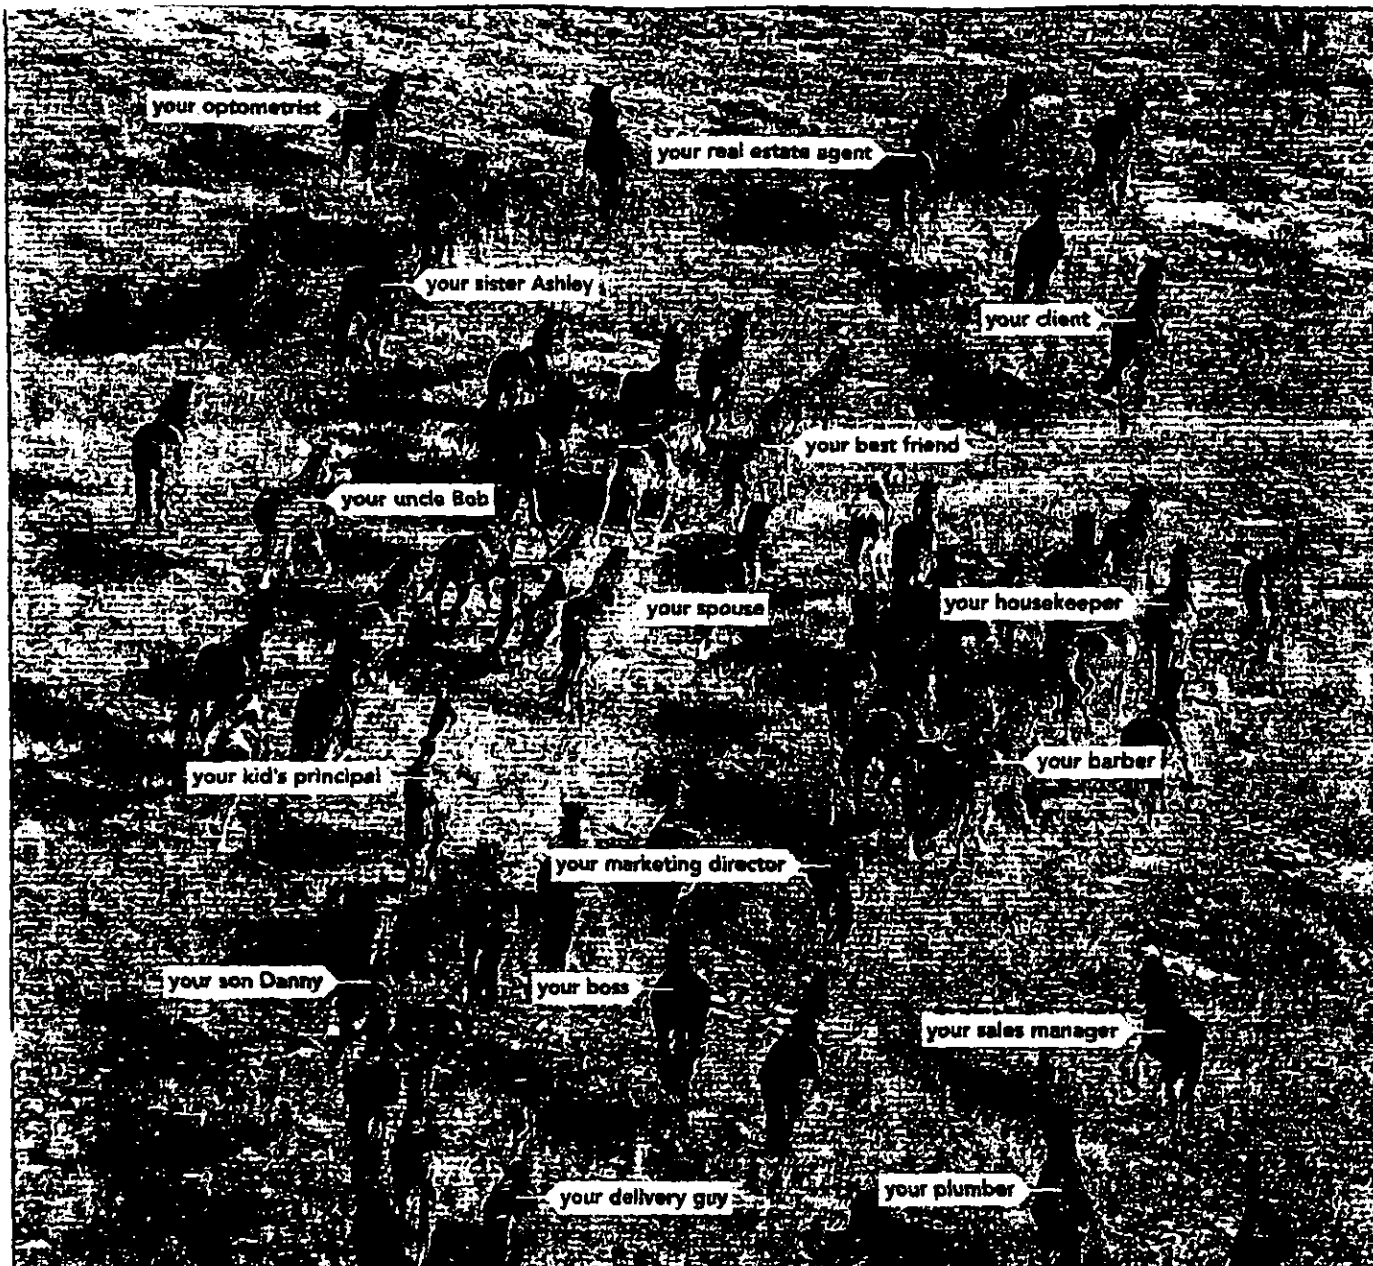 your optometrist
your real estate agent
your sister Ashley
your client
your best friend
your uncle Bob
your spouse
your housekeeper
your kid's principal
your barber
your marketing director
your son Danny
your boss
your sales manager
your delivery guy
your plumber